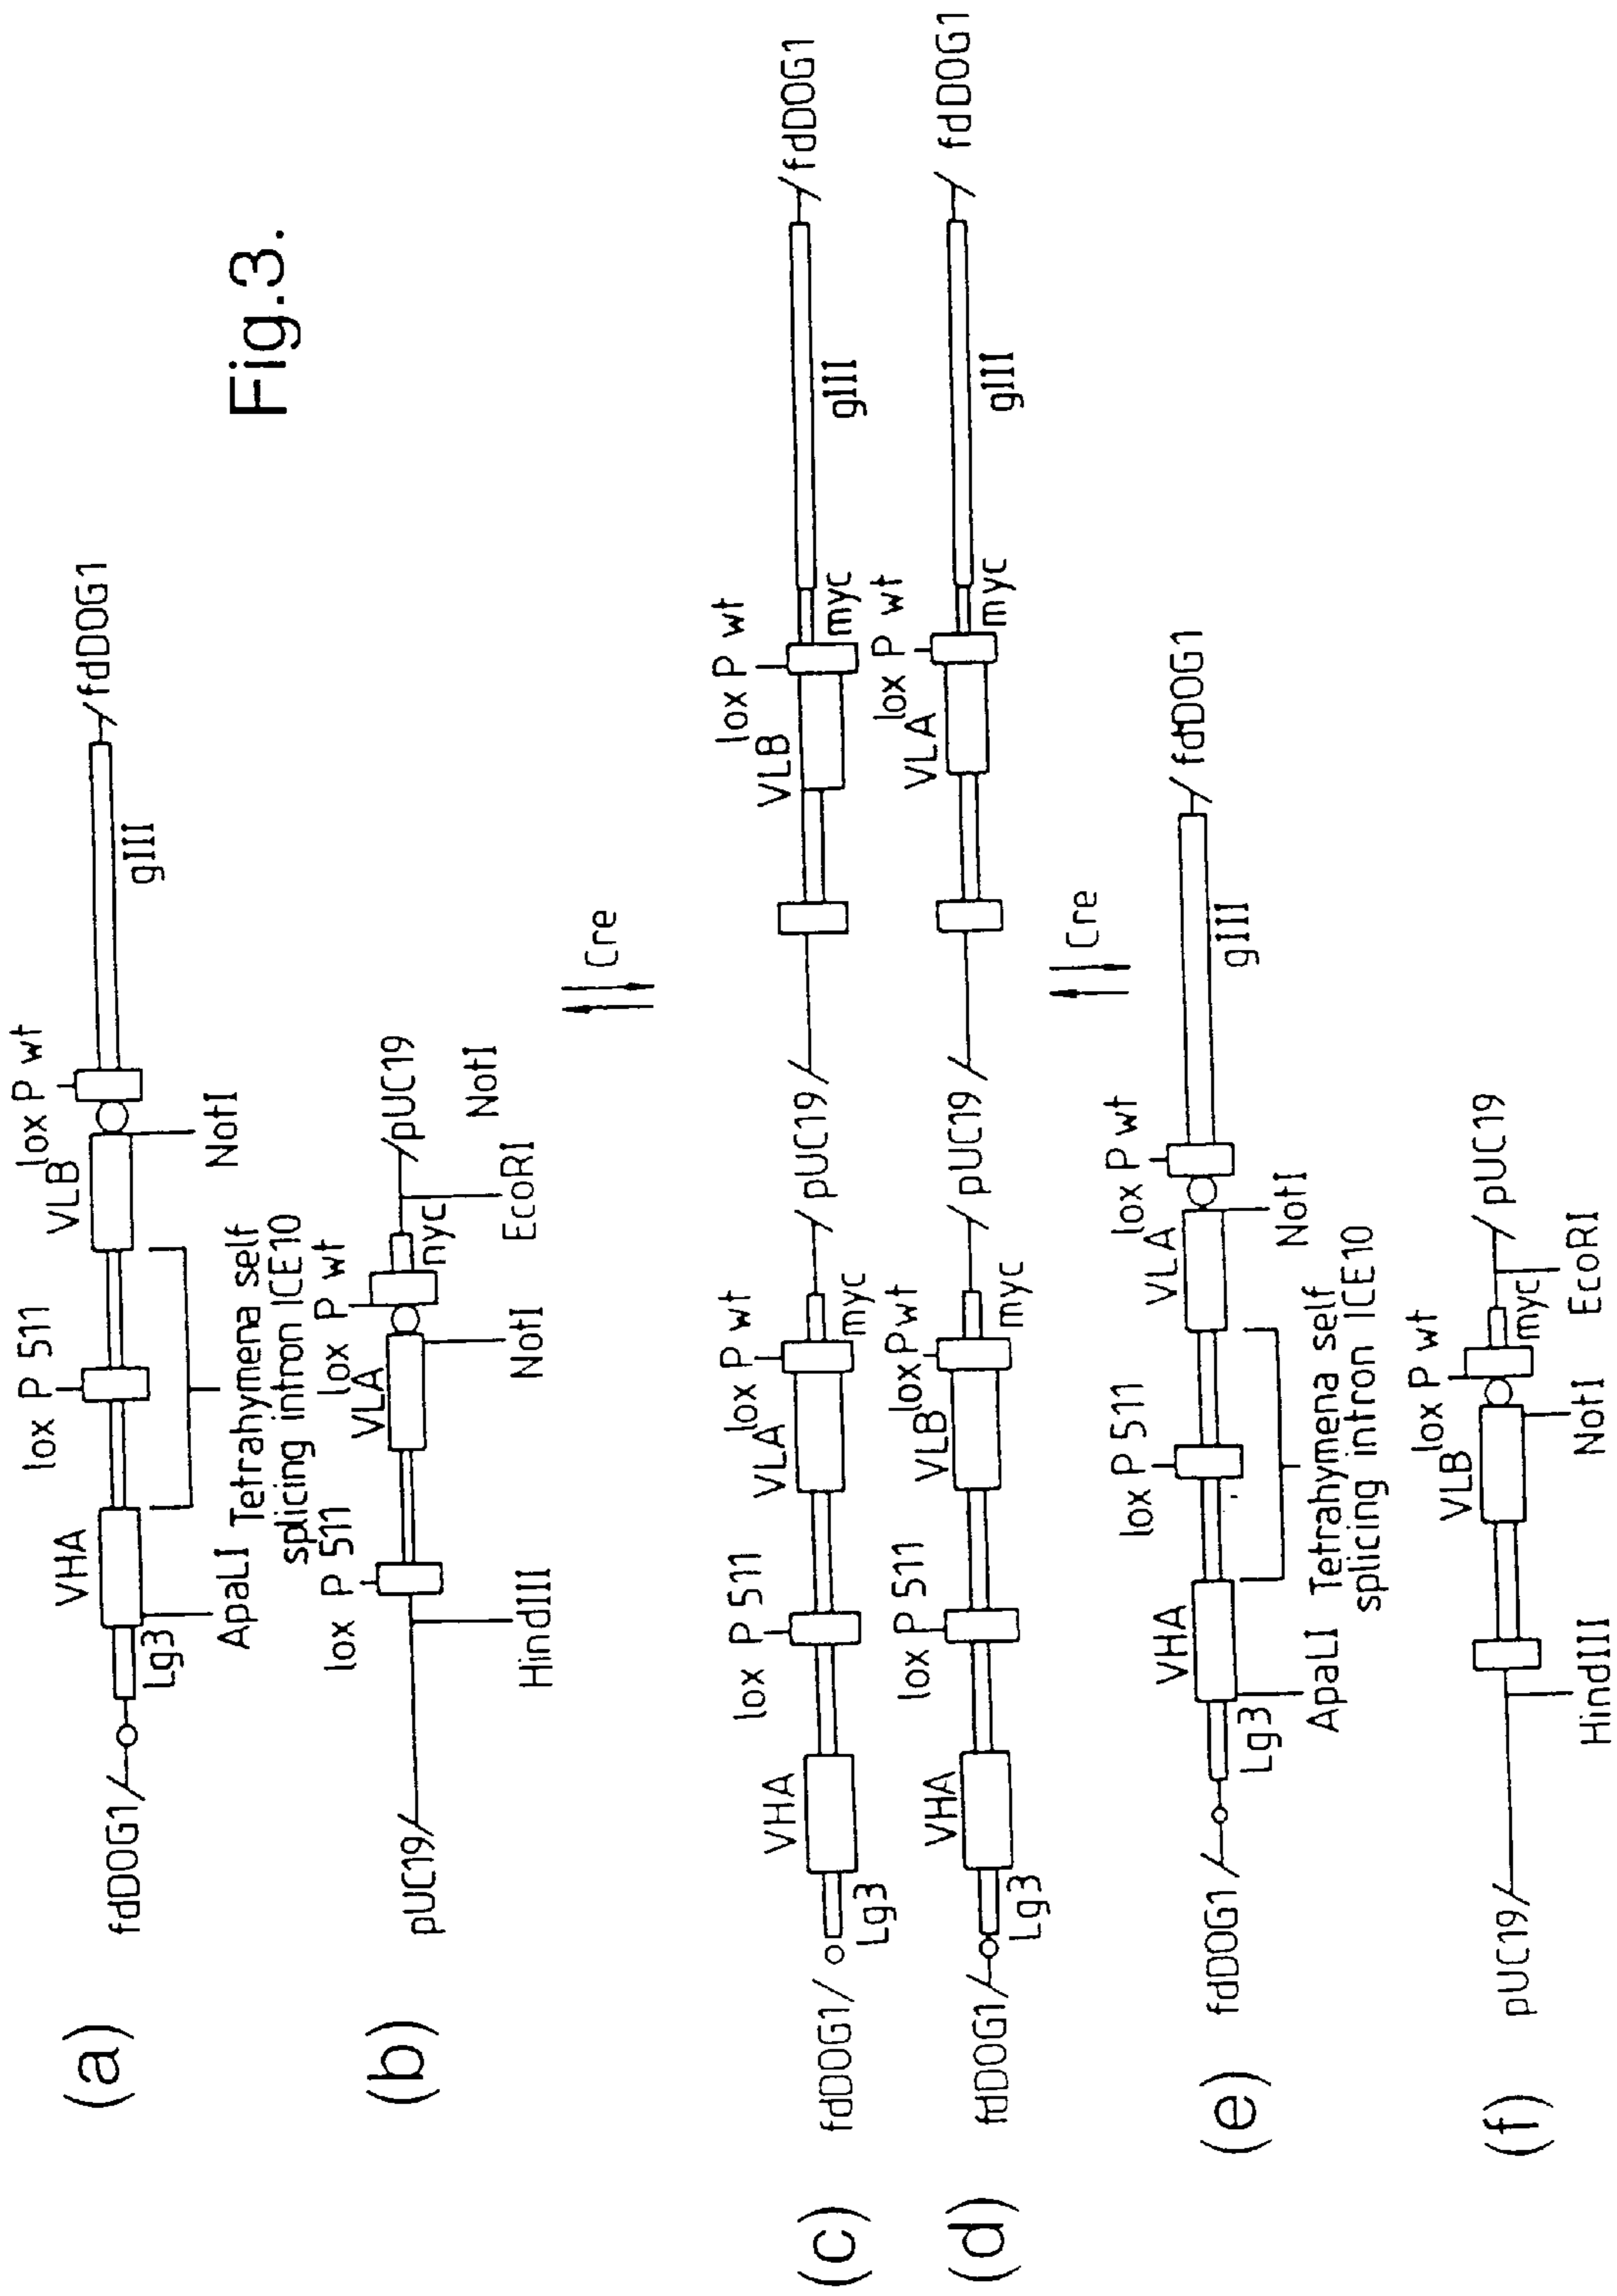 Fig.3.
(a)
fdDOG1
Lg3
VHA
lox P 511
VLB
lox P wt
gIII
fdDOG1
ApaLI
Tetrahymena self
splicing intron ICE10
NotI
(b)
pUC19
lox P 511
VLA
lox P wt
myc
pUC19
HindIII
NotI
EcoRI
NotI
Cre
(c)
fdDOG1
Lg3
VHA
lox P 511
VLA
lox P wt
myc
pUC19
VLB
lox P wt
myc
gIII
fdDOG1
(d)
fdDOG1
Lg3
VHA
lox P 511
VLB
lox P wt
myc
pUC19
VLA
lox P wt
myc
gIII
fdDOG1
Cre
(e)
fdDOG1
Lg3
VHA
lox P 511
VLA
lox P wt
gIII
fdDOG1
ApaLI
Tetrahymena self
splicing intron ICE10
NotI
(f)
pUC19
VLB
lox P wt
myc
pUC19
HindIII
NotI
EcoRI